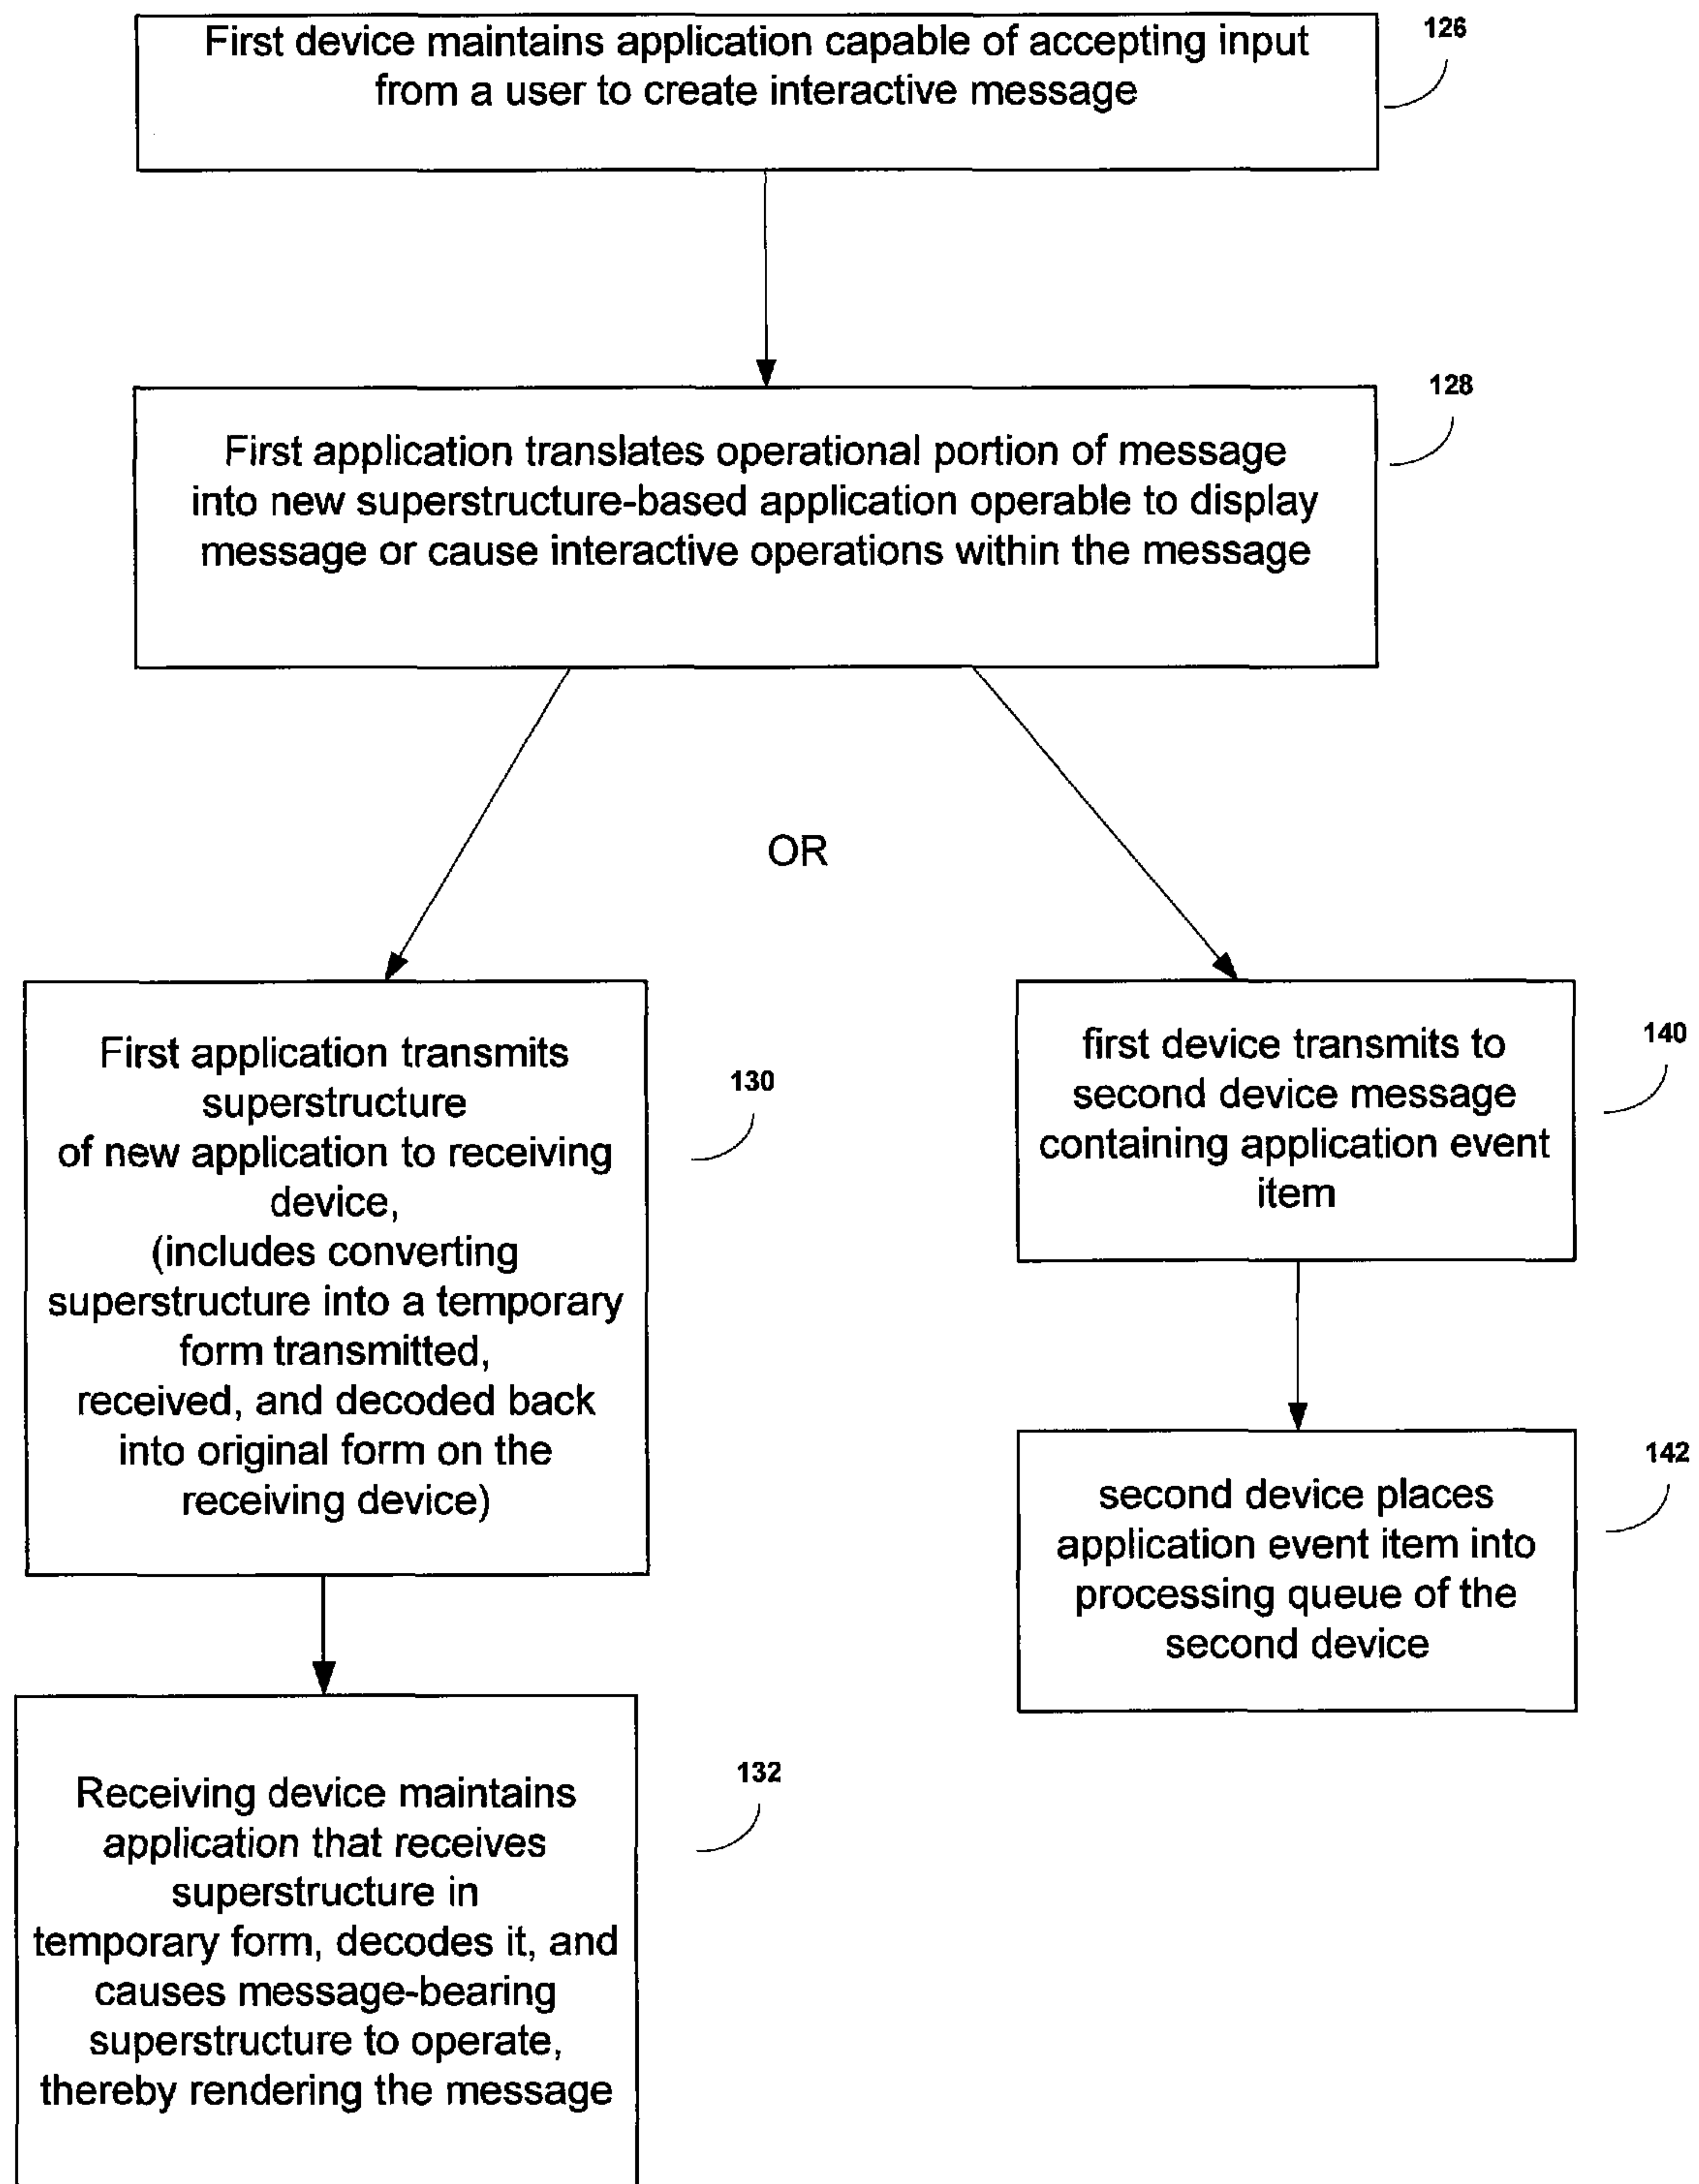 First device maintains application capable of accepting input
from a user to create interactive message
126
First application translates operational portion of message
into new superstructure-based application operable to display
message or cause interactive operations within the message
128
OR
First application transmits
superstructure
of new application to receiving
device,
(includes converting
superstructure into a temporary
form transmitted,
received, and decoded back
into original form on the
receiving device)
130
Receiving device maintains
application that receives
superstructure in
temporary form, decodes it, and
causes message-bearing
superstructure to operate,
thereby rendering the message
132
first device transmits to
second device message
containing application event
item
140
second device places
application event item into
processing queue of the
second device
142